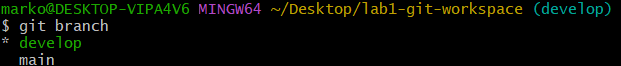 marko@DESKTOP-VIPA4V6 MINGW64 ~/Desktop/lab1-git-workspace (develop)
$ git branch
* develop
  main